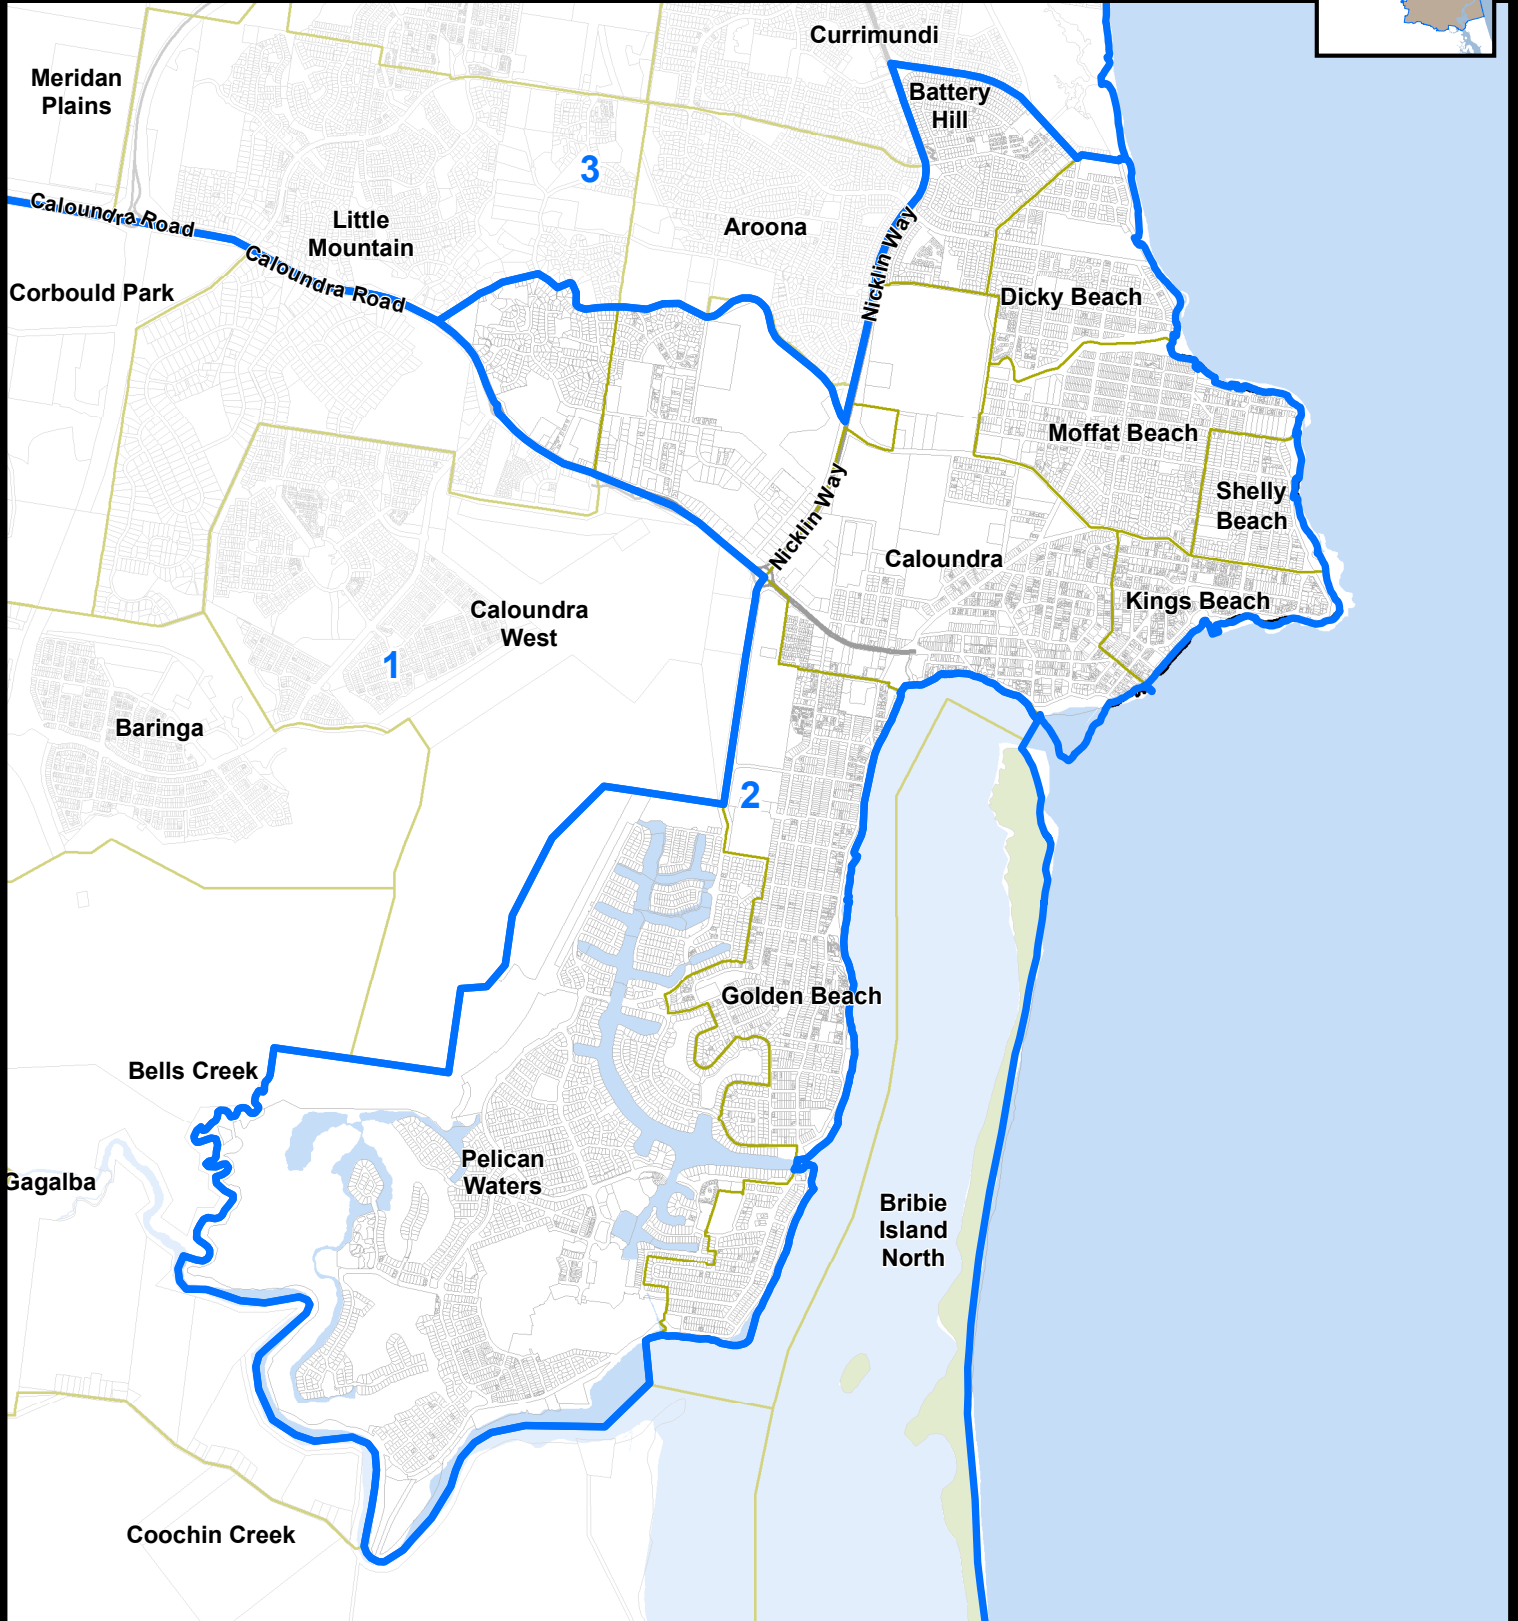 Currimundi
Meridan
Plains
Battery
Hill
3
Caloundra Road
Little
Mountain
Aroona
Nicklin Way
Caloundra Road
Corbould Park
Dicky Beach
Moffat Beach
Shelly
Beach
Nicklin Way
Caloundra
Kings Beach
Caloundra
West
1
Baringa
2
Golden Beach
Bells Creek
Pelican
Waters
Gagalba
Bribie
Island
North
Coochin Creek